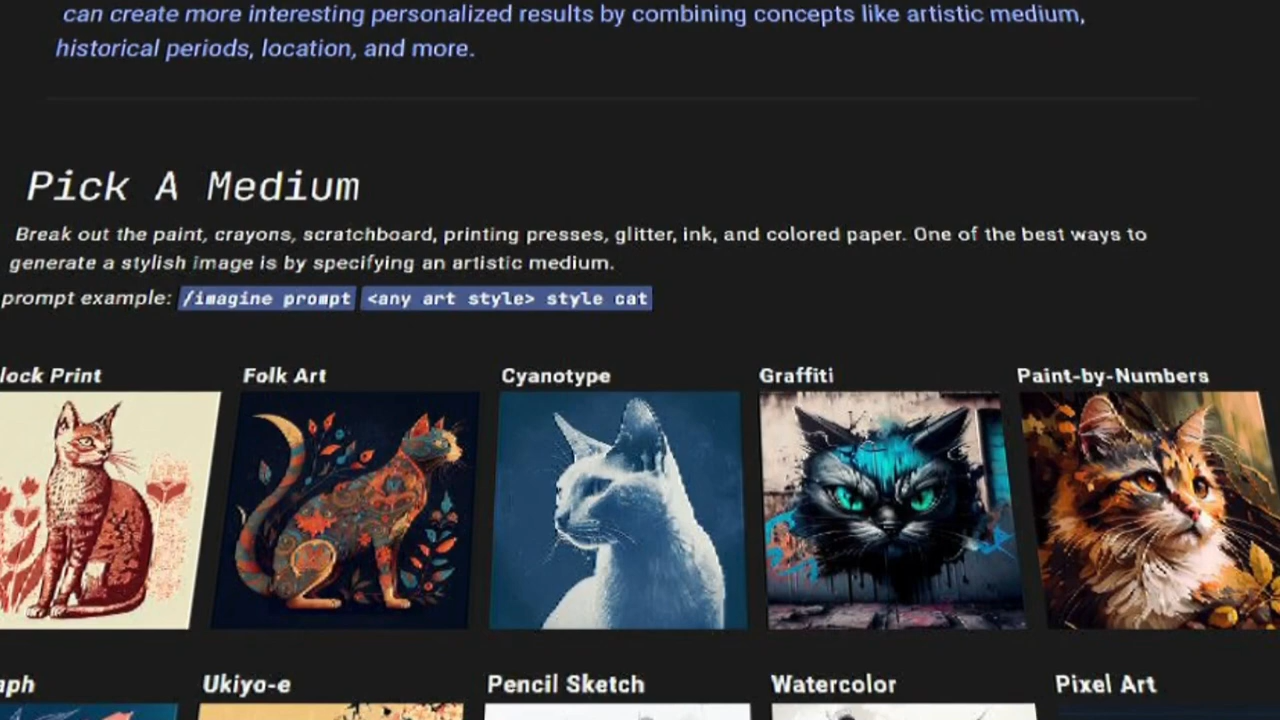 can create more interesting personalized results by combining concepts like artistic medium,
historical periods, location, and more.
Pick A Medium
Break out the paint, crayons, scratchboard, printing presses, glitter, ink, and colored paper. One of the best ways to
generate a stylish image is by specifying an artistic medium.
prompt example: /imagine prompt <any art style> style cat
lock Print Folk Art Cyanotype Graffiti Paint-by-Numbers
aph Ukiyo-e Pencil Sketch Watercolor Pixel Art